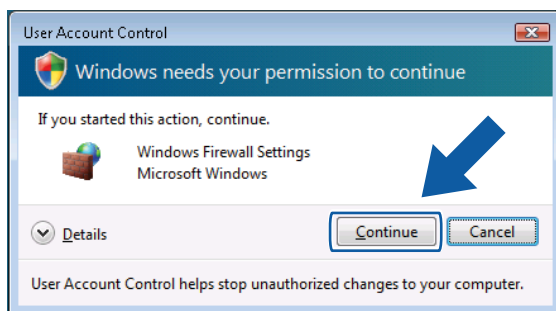 User Account Control
Windows needs your permission to continue
If you started this action, continue.
Windows Firewall Settings
Microsoft Windows
Details
Continue Cancel
User Account Control helps stop unauthorized changes to your computer.